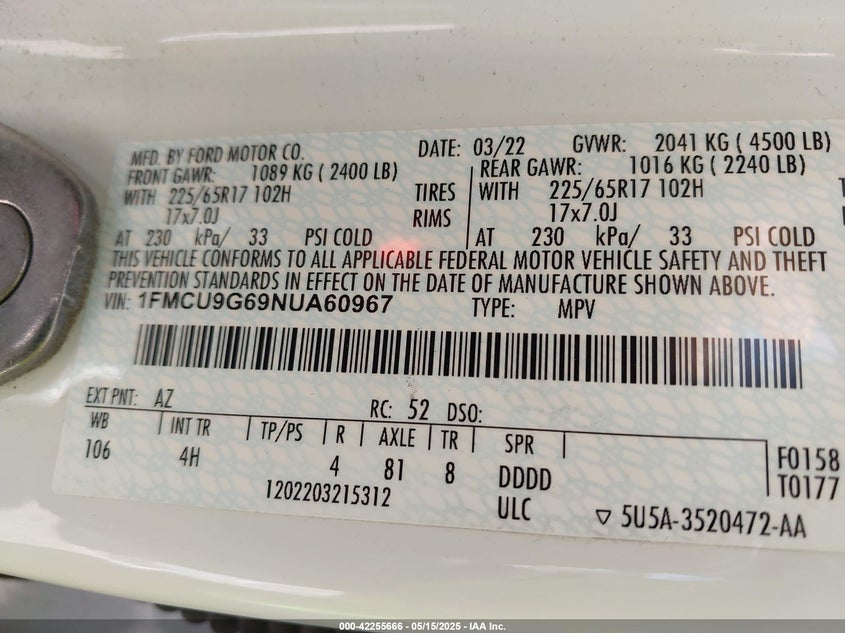 MFD. BY FORD MOTOR CO. DATE: 03/22 GVWR: 2041 KG ( 4500 LB)
FRONT GAWR: 1089 KG ( 2400 LB) REAR GAWR: 1016 KG ( 2240 LB)
WITH 225/65R17 102H TIRES WITH 225/65R17 102H
17x7.0J RIMS 17x7.0J
AT 230 kPa/ 33 PSI COLD AT 230 kPa/ 33 PSI COLD
THIS VEHICLE CONFORMS TO ALL APPLICABLE FEDERAL MOTOR VEHICLE SAFETY AND THEFT
PREVENTION STANDARDS IN EFFECT ON THE DATE OF MANUFACTURE SHOWN ABOVE.
VIN: 1FMCU9G69NUA60967 TYPE: MPV
EXT PNT: AZ RC: 52 DSO:
WB INT TR TP/PS R AXLE TR SPR
106 4H 4 81 8 DDDD F0158
1202203215312 ULC T0177
5U5A-3520472-AA
000-42255666 - 05/15/2025 - IAA Inc.